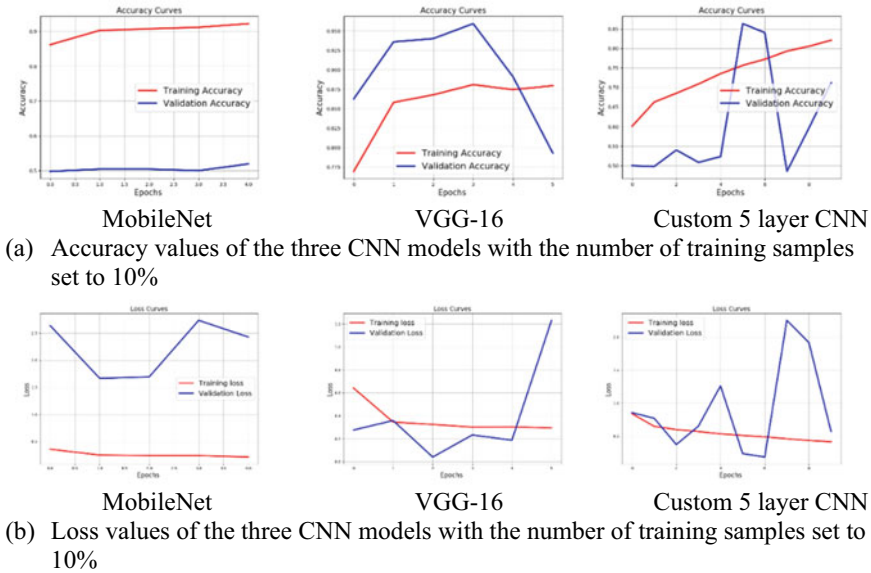 Accuracy Curves
Accuracy Curves
Accuracy Curves
Training Accuracy
Validation Accuracy
Training Accuracy
Validation Accuracy
Training Accuracy
Validation Accuracy
Accuracy
Accuracy
Accuracy
Epochs
Epochs
Epochs
MobileNet
VGG-16
Custom 5 layer CNN
(a) Accuracy values of the three CNN models with the number of training samples
set to 10%
Loss Curves
Loss Curves
Loss Curves
Training loss
Validation Loss
Training loss
Validation Loss
Training loss
Validation Loss
Loss
Loss
Loss
Epochs
Epochs
Epochs
MobileNet
VGG-16
Custom 5 layer CNN
(b) Loss values of the three CNN models with the number of training samples set to
10%